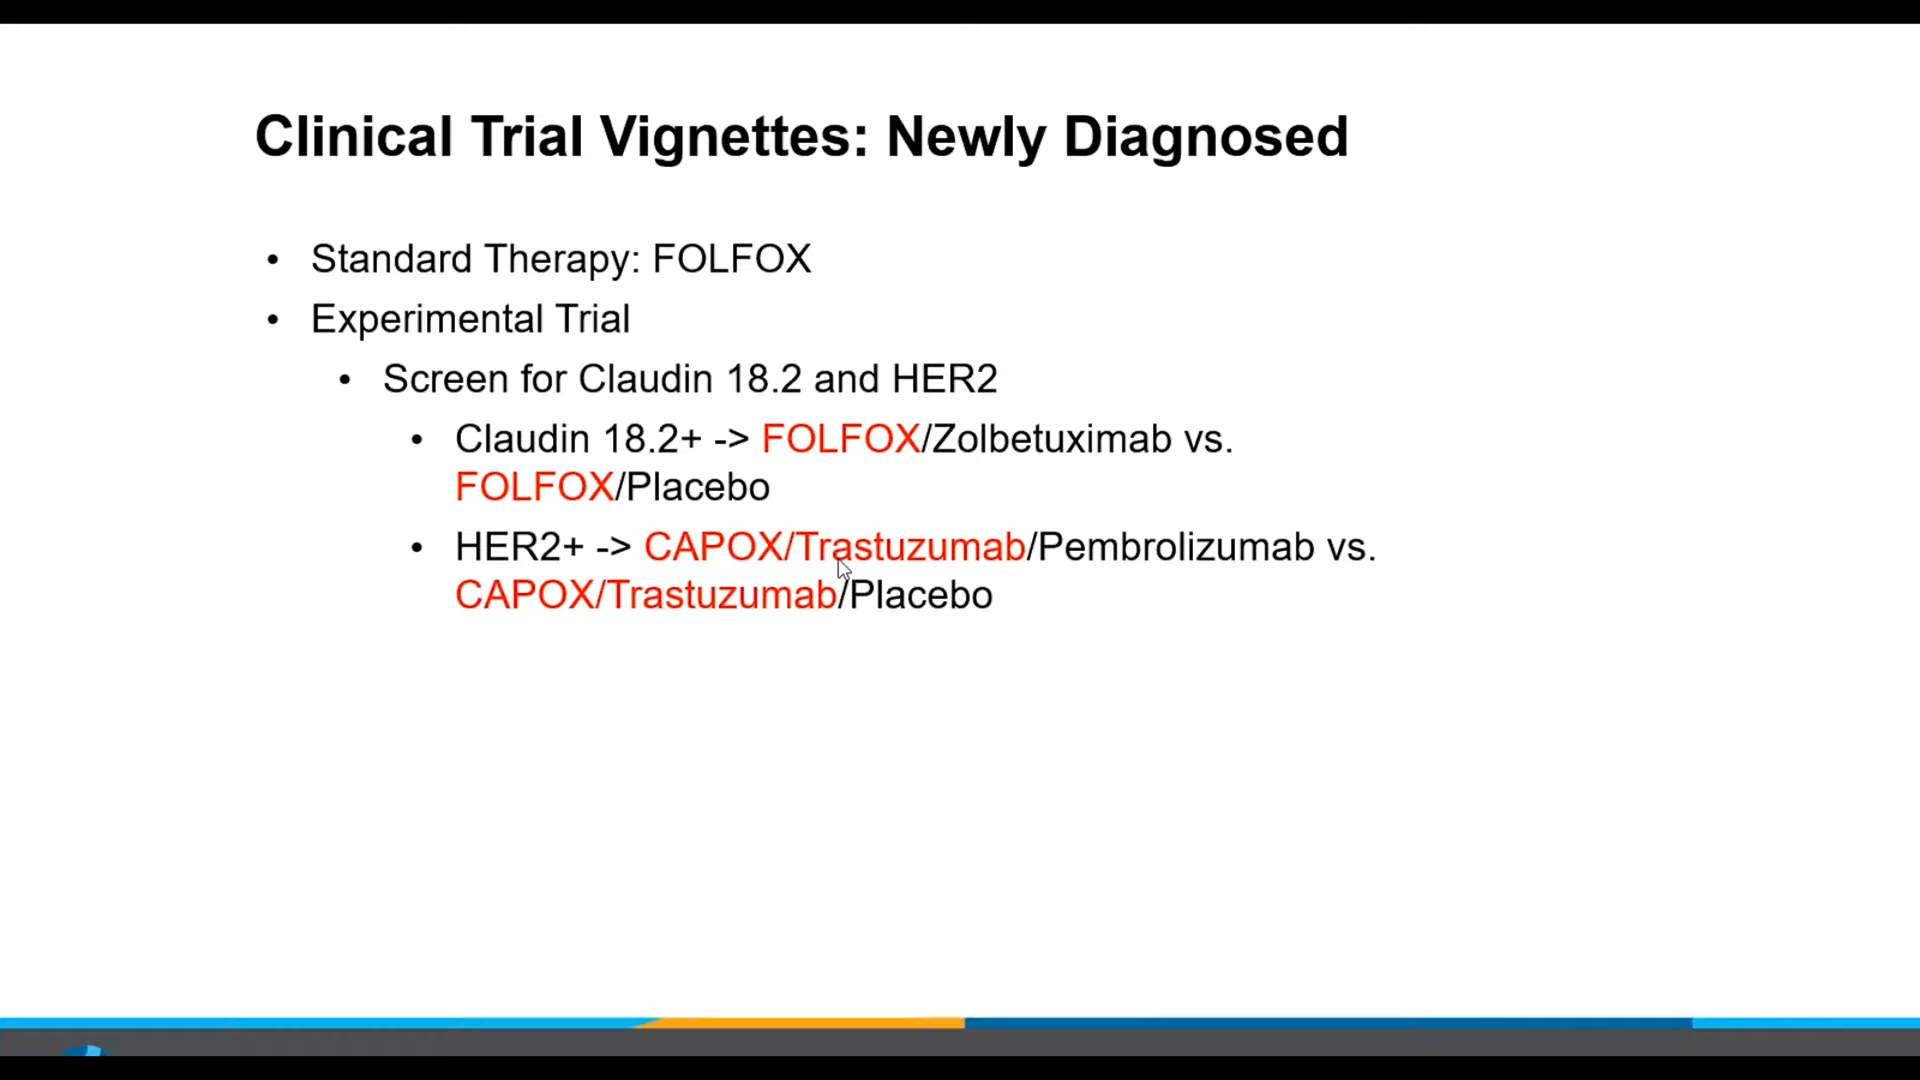 Clinical Trial Vignettes: Newly Diagnosed
• Standard Therapy: FOLFOX
• Experimental Trial
• Screen for Claudin 18.2 and HER2
• Claudin 18.2+ -> FOLFOX/Zolbetuximab vs.
FOLFOX/Placebo
• HER2+ -> CAPOX/Trastuzumab/Pembrolizumab vs.
CAPOX/Trastuzumab/Placebo